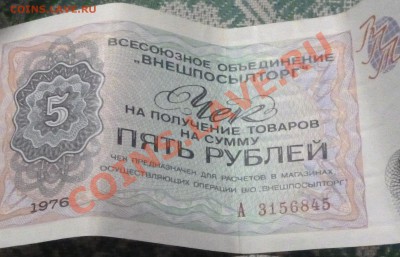 COINS.CAVE.RU
ВСЕСОЮЗНОЕ ОБЪЕДИНЕНИЕ
"ВНЕШПОСЫЛТОРГ"
Чек
НА ПОЛУЧЕНИЕ ТОВАРОВ
НА СУММУ
5
ПЯТЬ РУБЛЕЙ
ЧЕК ПРЕДНАЗНАЧЕН ДЛЯ РАСЧЕТОВ В МАГАЗИНАХ,
ОСУЩЕСТВЛЯЮЩИХ ОПЕРАЦИИ В/О „ВНЕШПОСЫЛТОРГ"
1976
А 3156845